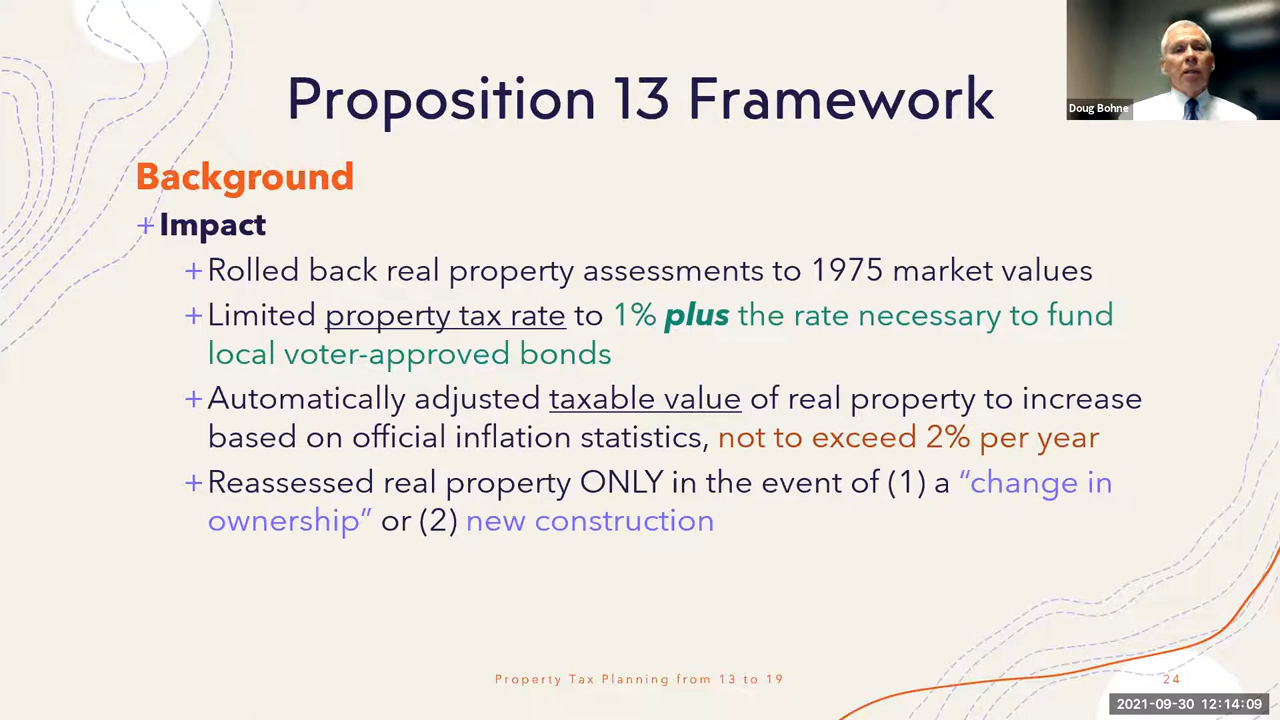 Proposition 13 Framework
Doug Bohne
Background
+Impact
+Rolled back real property assessments to 1975 market values
+Limited property tax rate to 1% plus the rate necessary to fund
local voter-approved bonds
+Automatically adjusted taxable value of real property to increase
based on official inflation statistics, not to exceed 2% per year
+Reassessed real property ONLY in the event of (1) a “change in
ownership” or (2) new construction
Property Tax Planning from 13 to 19
24
2021-09-30 12:14:09